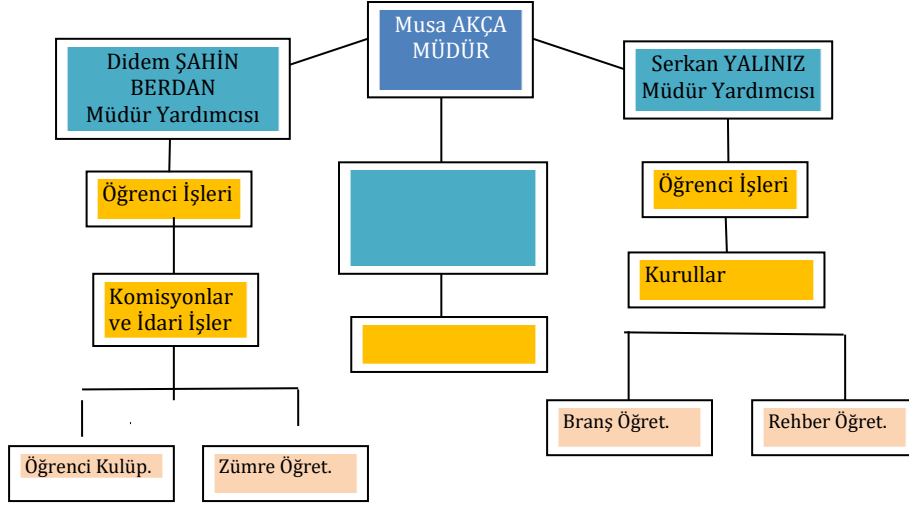 Musa AKÇA
MÜDÜR
Didem ŞAHİN
BERDAN
Müdür Yardımcısı
Serkan YALINIZ
Müdür Yardımcısı
Öğrenci İşleri
Öğrenci İşleri
Komisyonlar
ve İdari İşler
Kurullar
Öğrenci Kulüp.
Zümre Öğret.
Branş Öğret.
Rehber Öğret.